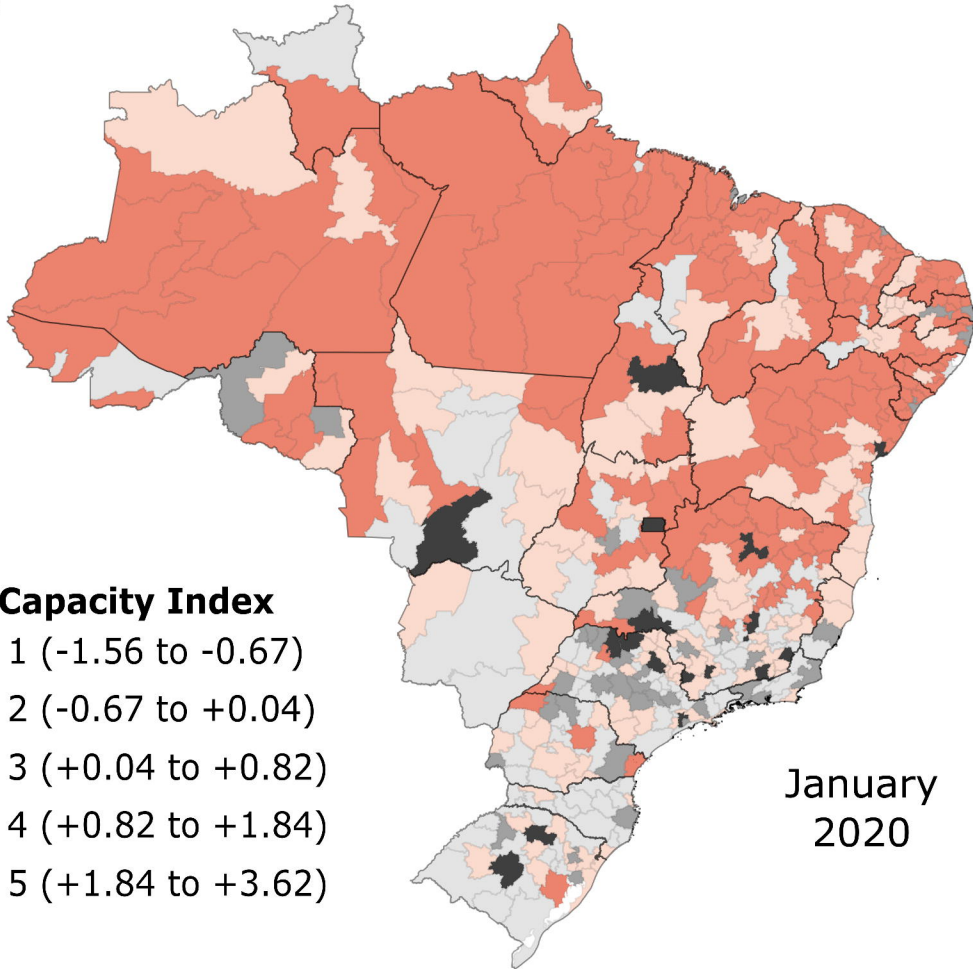 Capacity Index
1 (-1.56 to -0.67)
2 (-0.67 to +0.04)
3 (+0.04 to +0.82)
4 (+0.82 to +1.84)
5 (+1.84 to +3.62)
January
2020